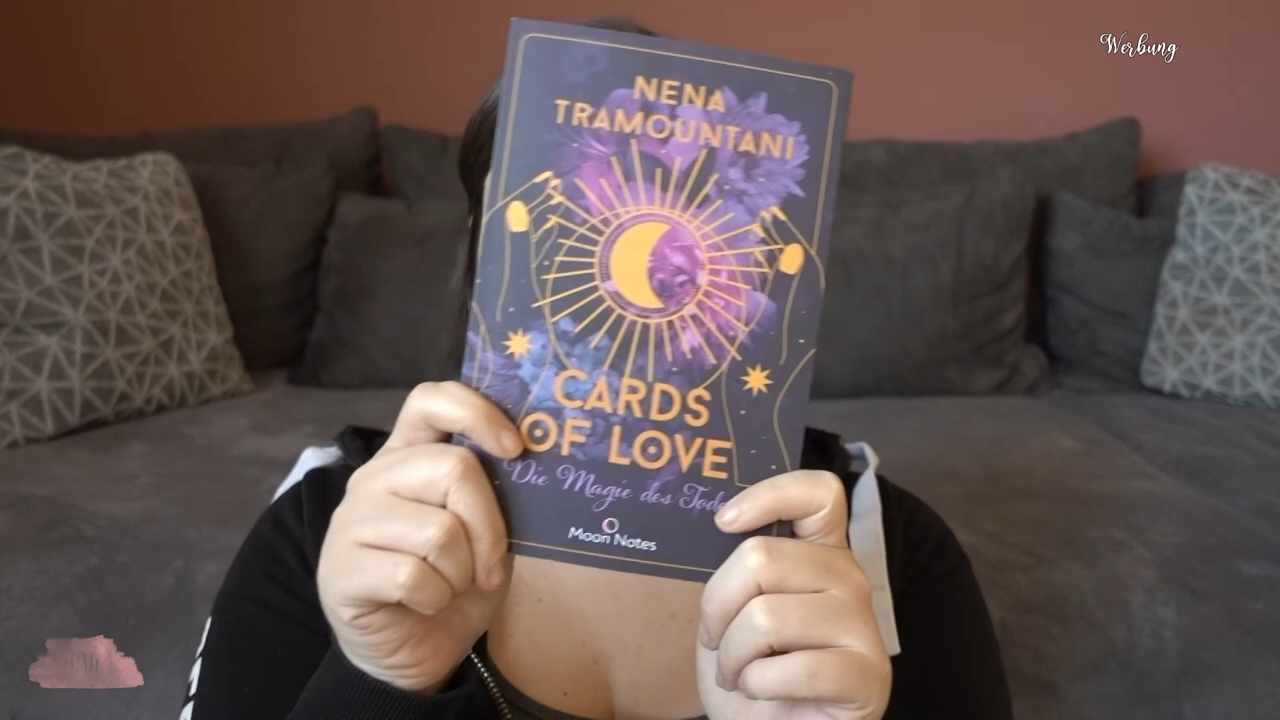 Werbung
NENA
TRAMOUNTANI
CARDS
OF LOVE
Die Magie des
Moon Notes